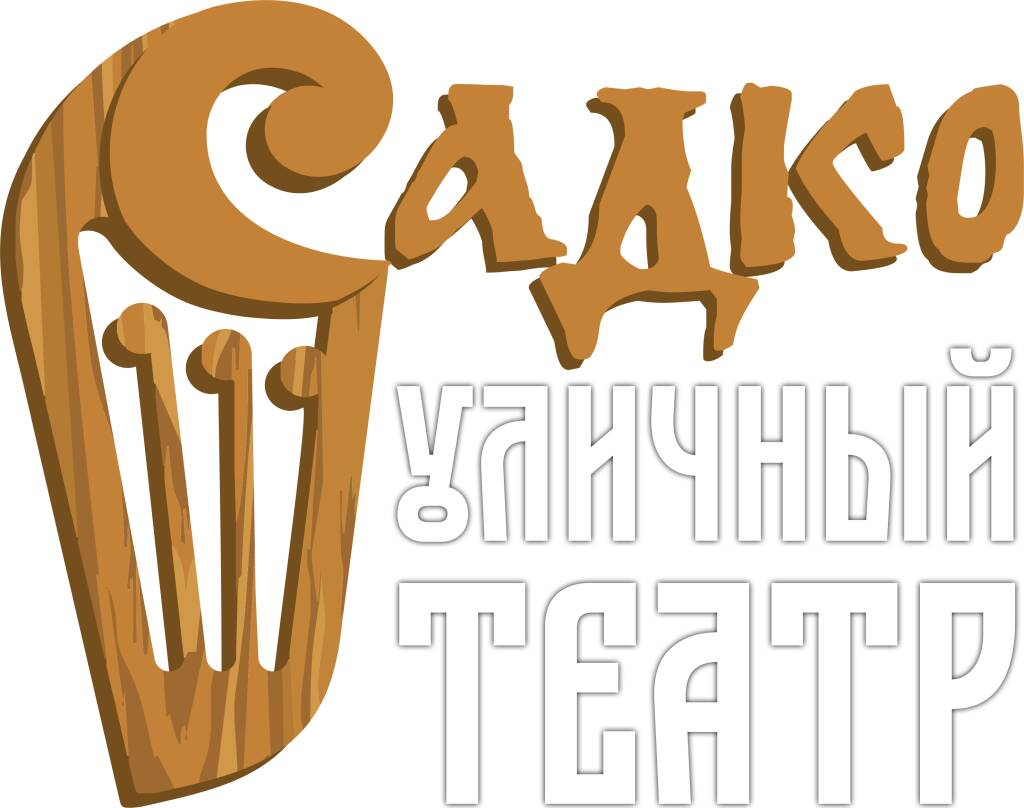 Садко
уличный
театр